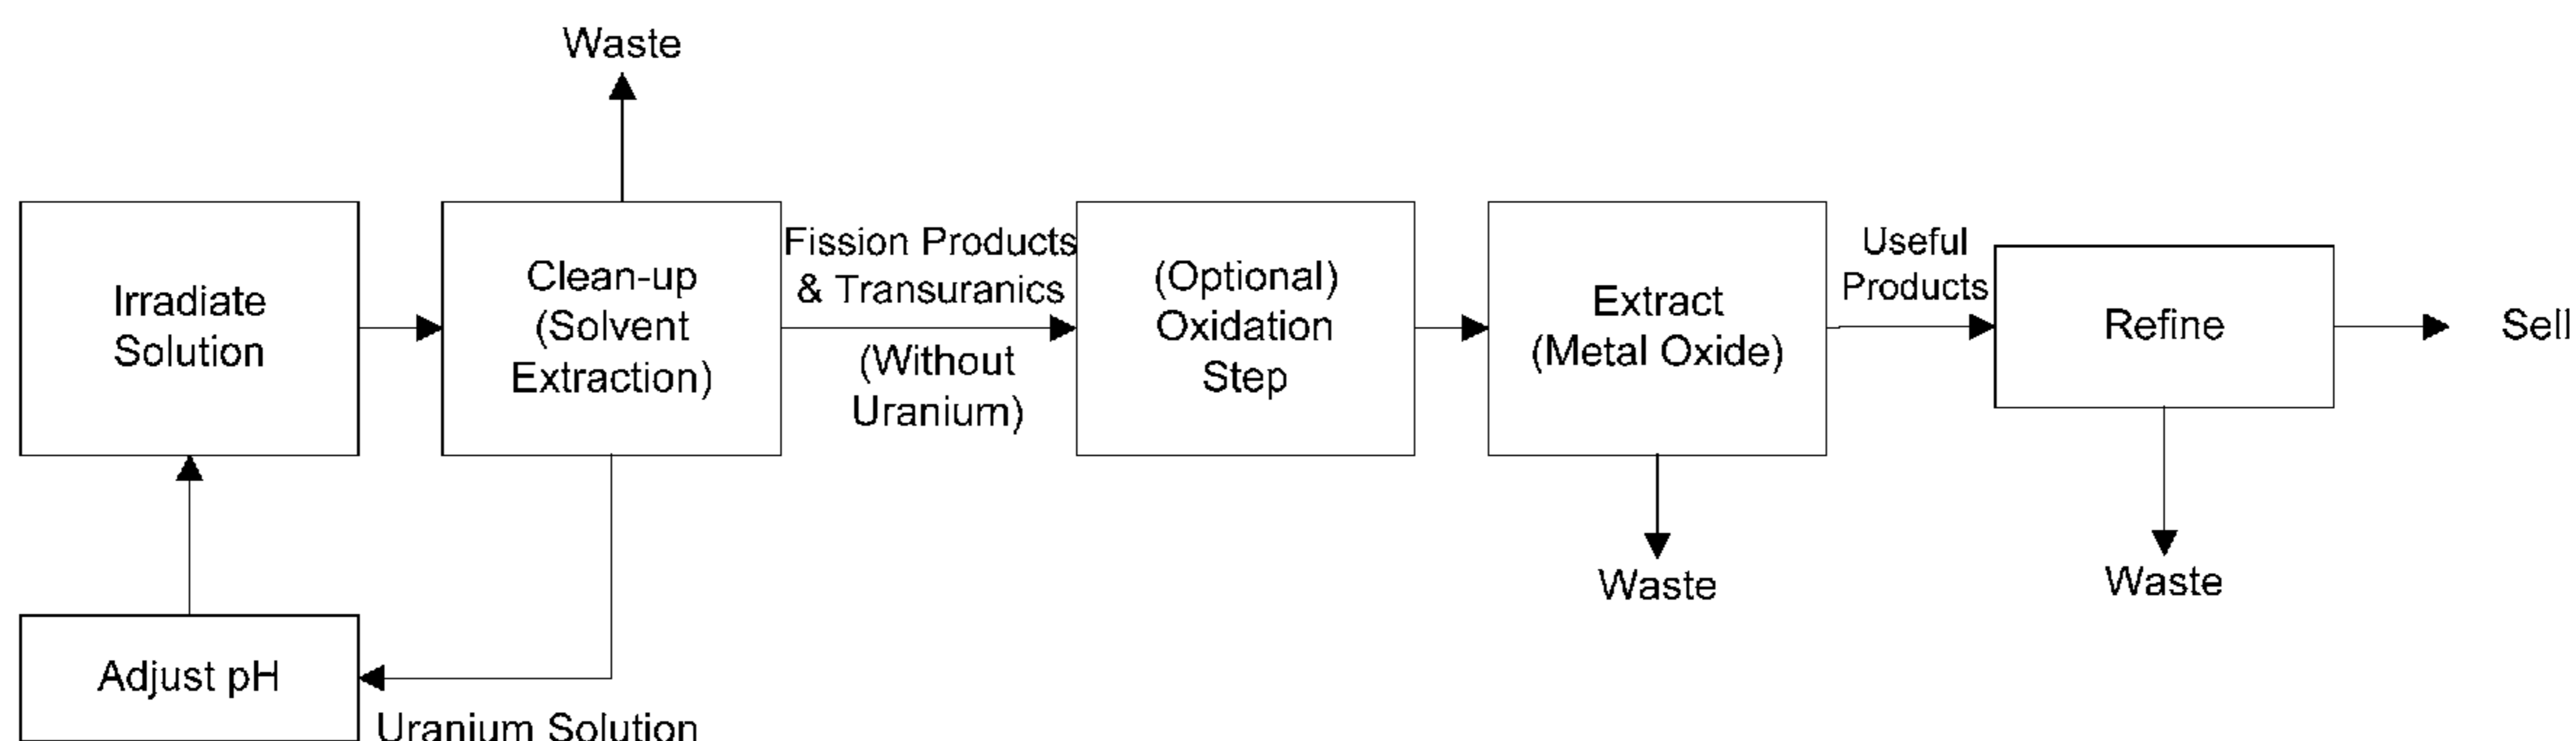 Waste
Irradiate
Solution
Clean-up
(Solvent
Extraction)
Fission Products
& Transuranics
(Without
Uranium)
(Optional)
Oxidation
Step
Extract
(Metal Oxide)
Useful
Products
Refine
Sell
Waste
Waste
Adjust pH
Uranium Solution